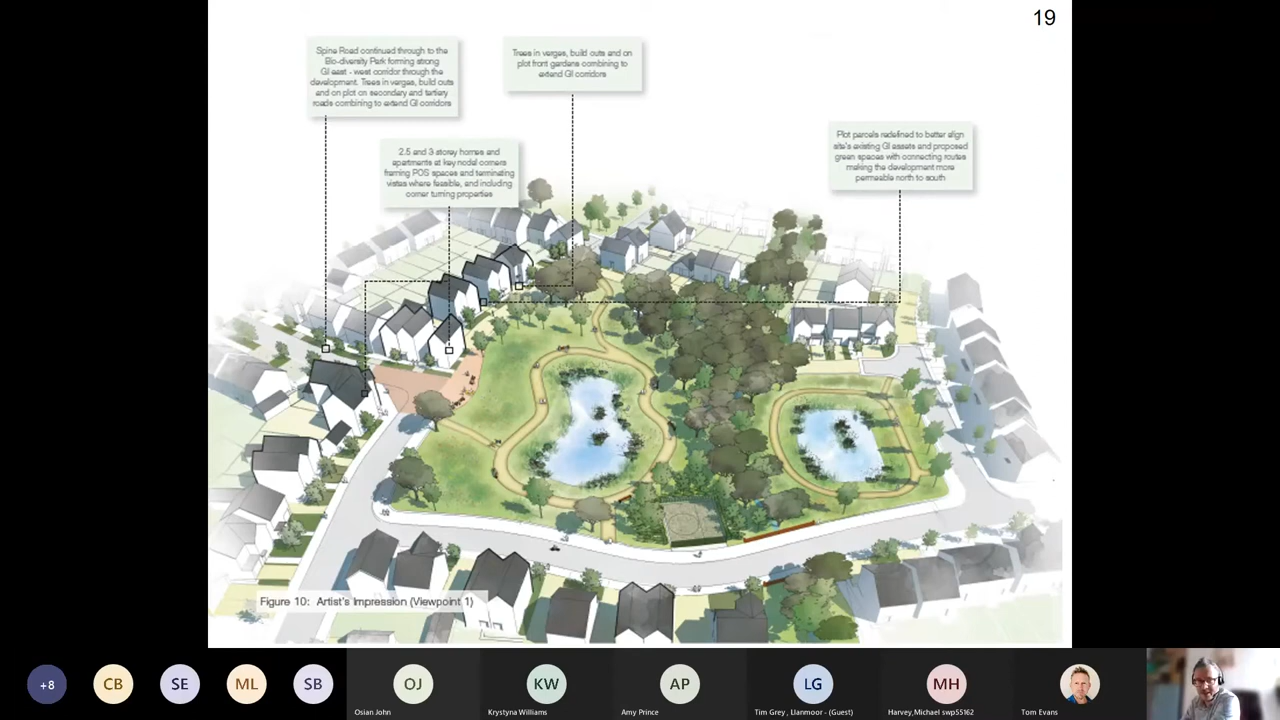 19
Spine Road continued through to the
Bio-diversity Park forming strong
GI east - west corridor through the
development. Trees in verges, build outs
and on plot on secondary and tertiary
roads combining to extend GI corridors
Trees in verges, build outs and on
plot front gardens combining to
extend GI corridors
2.5 and 3 storey homes and
apartments at key nodal corners
framing POS spaces and terminating
vistas where feasible, and including
corner turning properties
Plot parcels redefined to better align
site's existing GI assets and proposed
green spaces with connecting routes
making the development more
permeable north to south
Figure 10: Artist's Impression (Viewpoint 1)
+8
CB
SE
ML
SB
OJ
Osian John
KW
Krystyna Williams
AP
Amy Prince
LG
Tim Grey , Llanmoor - (Guest)
MH
Harvey,Michael swp55162
Tom Evans